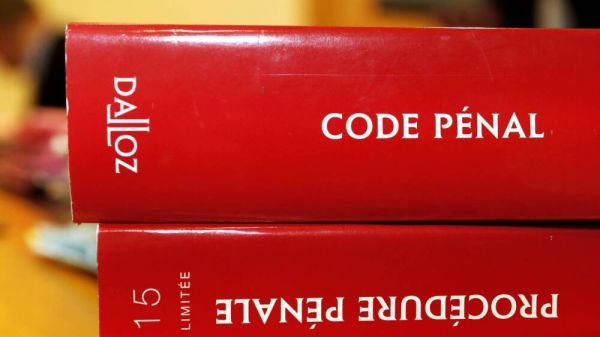 DALLOZ
CODE PÉNAL
15
LIMITÉE
PROCÉDURE PÉNALE